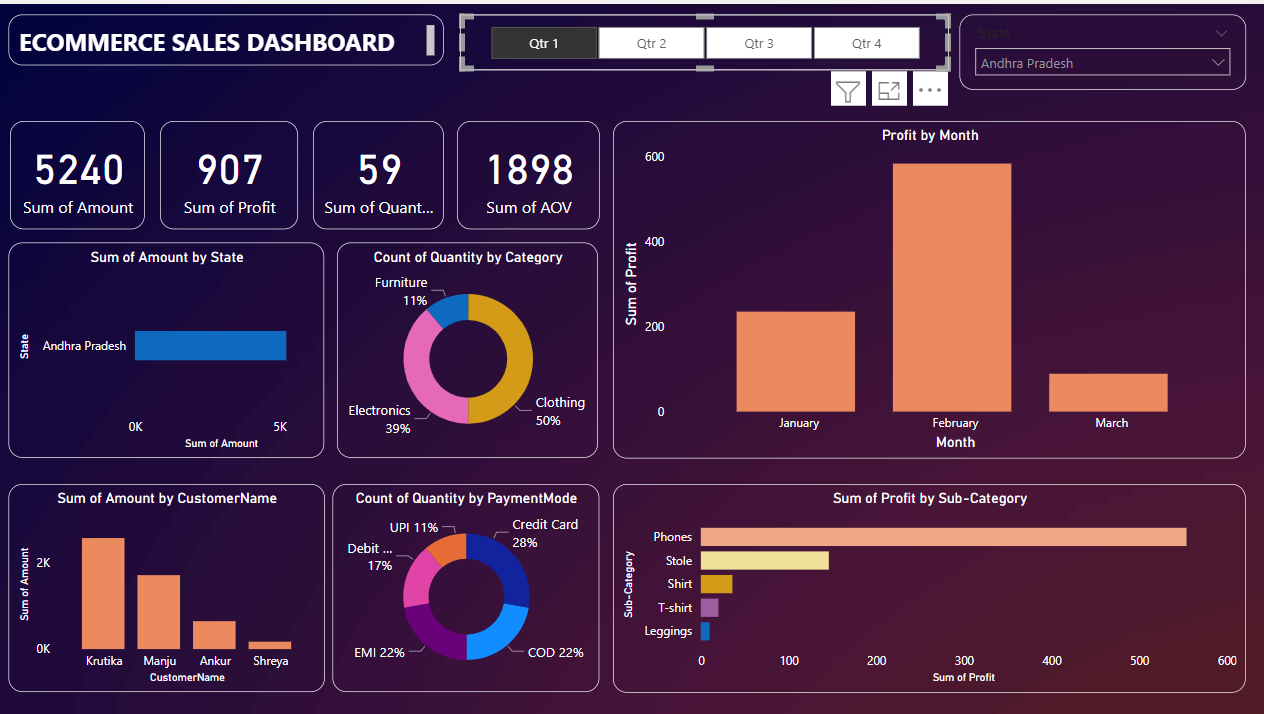 ECOMMERCE SALES DASHBOARD
Qtr 1
Qtr 2
Qtr 3
Qtr 4
State
Andhra Pradesh
5240
Sum of Amount
907
Sum of Profit
59
Sum of Quant...
1898
Sum of AOV
Profit by Month
Sum of Profit
600
400
200
0
January
February
March
Month
Sum of Amount by State
State
Andhra Pradesh
0K
5K
Sum of Amount
Count of Quantity by Category
Furniture
11%
Electronics
39%
Clothing
50%
Sum of Amount by CustomerName
Sum of Amount
2K
0K
Krutika
Manju
Ankur
Shreya
CustomerName
Count of Quantity by PaymentMode
UPI 11%
Credit Card
28%
Debit ...
17%
EMI 22%
COD 22%
Sum of Profit by Sub-Category
Sub-Category
Phones
Stole
Shirt
T-shirt
Leggings
0
100
200
300
400
500
600
Sum of Profit